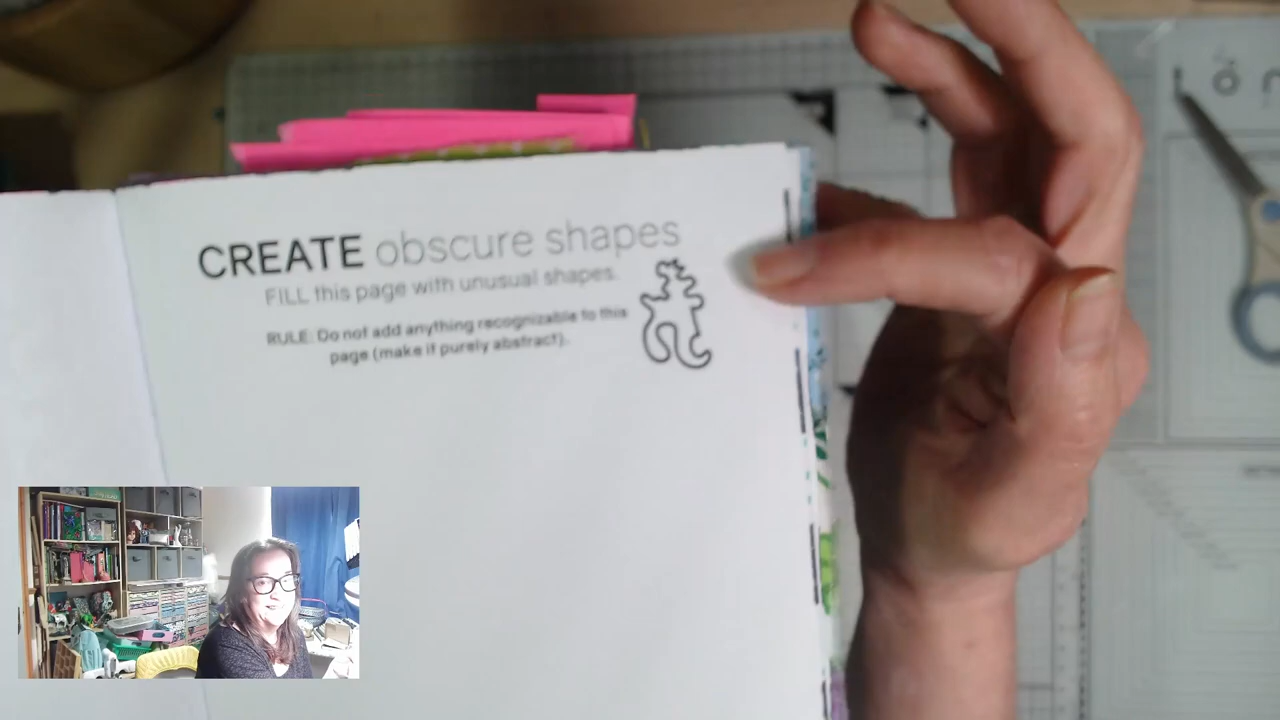 CREATE obscure shapes
FILL this page with unusual shapes.
RULE: Do not add anything recognizable to this
page (make it purely abstract).